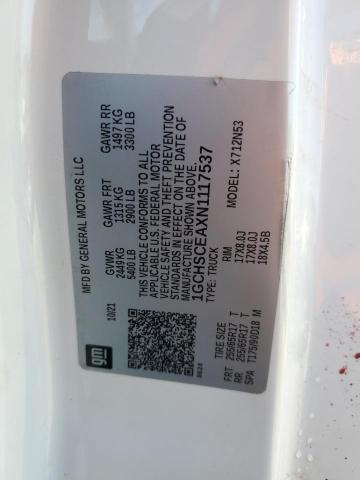 MFD BY GENERAL MOTORS LLC
10/21
GVWR
2449 KG
5400 LB
GAWR FRT
1315 KG
2900 LB
GAWR RR
1497 KG
3300 LB
THIS VEHICLE CONFORMS TO ALL
APPLICABLE U.S. FEDERAL MOTOR
VEHICLE SAFETY AND THEFT PREVENTION
STANDARDS IN EFFECT ON THE DATE OF
MANUFACTURE SHOWN ABOVE.
1GCHSCEAXN1117537
TYPE: TRUCK
MODEL: X712N53
gm
8624
TIRE SIZE
RIM
FRT 255/65R17 T 17X8.0J
RR 255/65R17 T 17X8.0J
SPA T175/90D18 M 18X4.5B